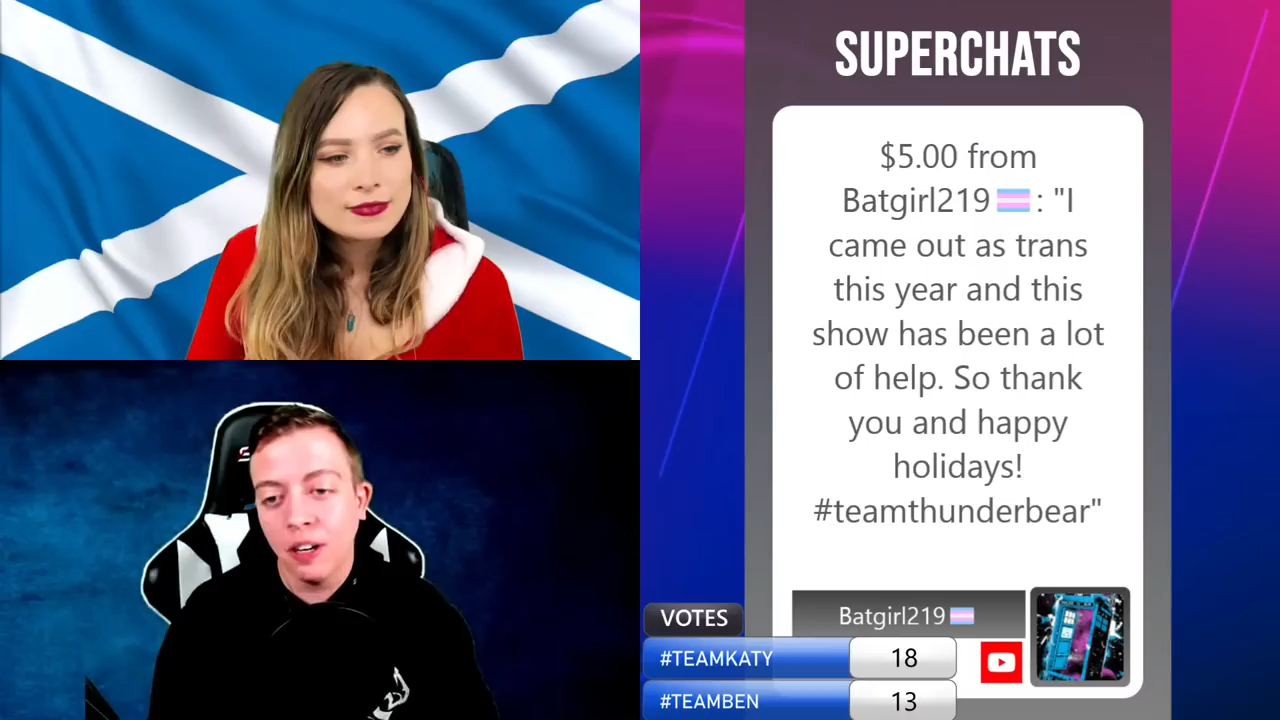 SUPERCHATS
$5.00 from
Batgirl219 : "I
came out as trans
this year and this
show has been a lot
of help. So thank
you and happy
holidays!
#teamthunderbear"
Batgirl219
VOTES
#TEAMKATY 18
#TEAMBEN 13